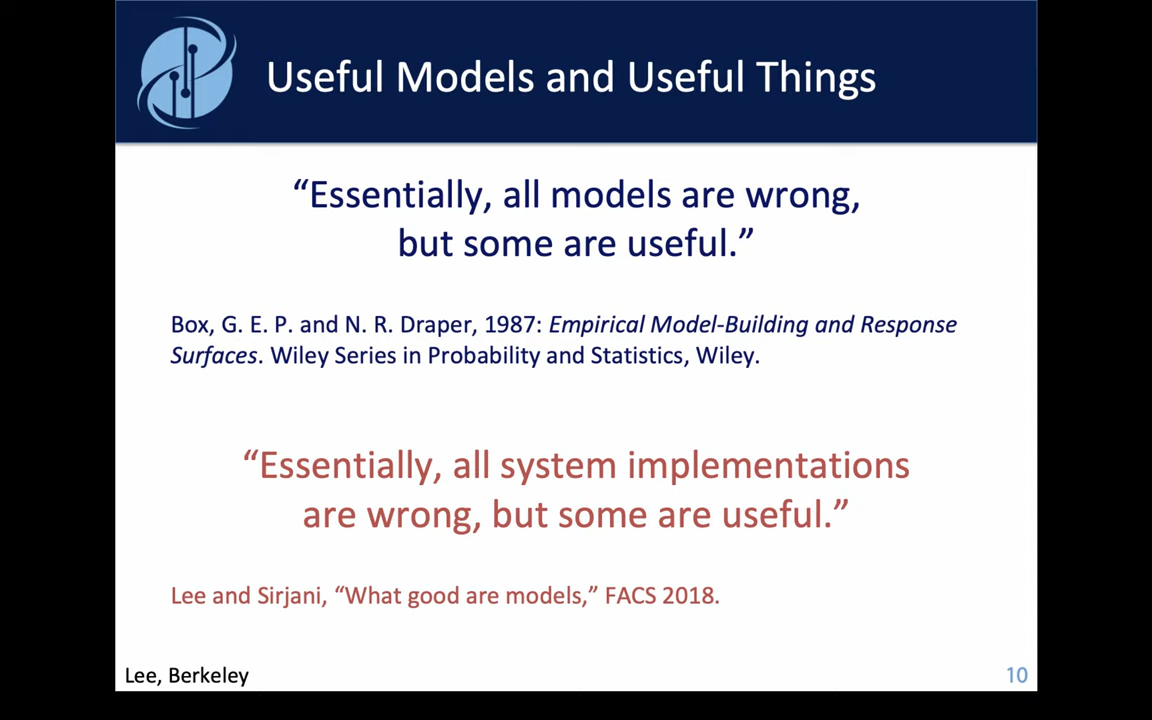 Useful Models and Useful Things
“Essentially, all models are wrong,
but some are useful.”
Box, G. E. P. and N. R. Draper, 1987: Empirical Model-Building and Response
Surfaces. Wiley Series in Probability and Statistics, Wiley.
“Essentially, all system implementations
are wrong, but some are useful.”
Lee and Sirjani, “What good are models,” FACS 2018.
Lee, Berkeley
10